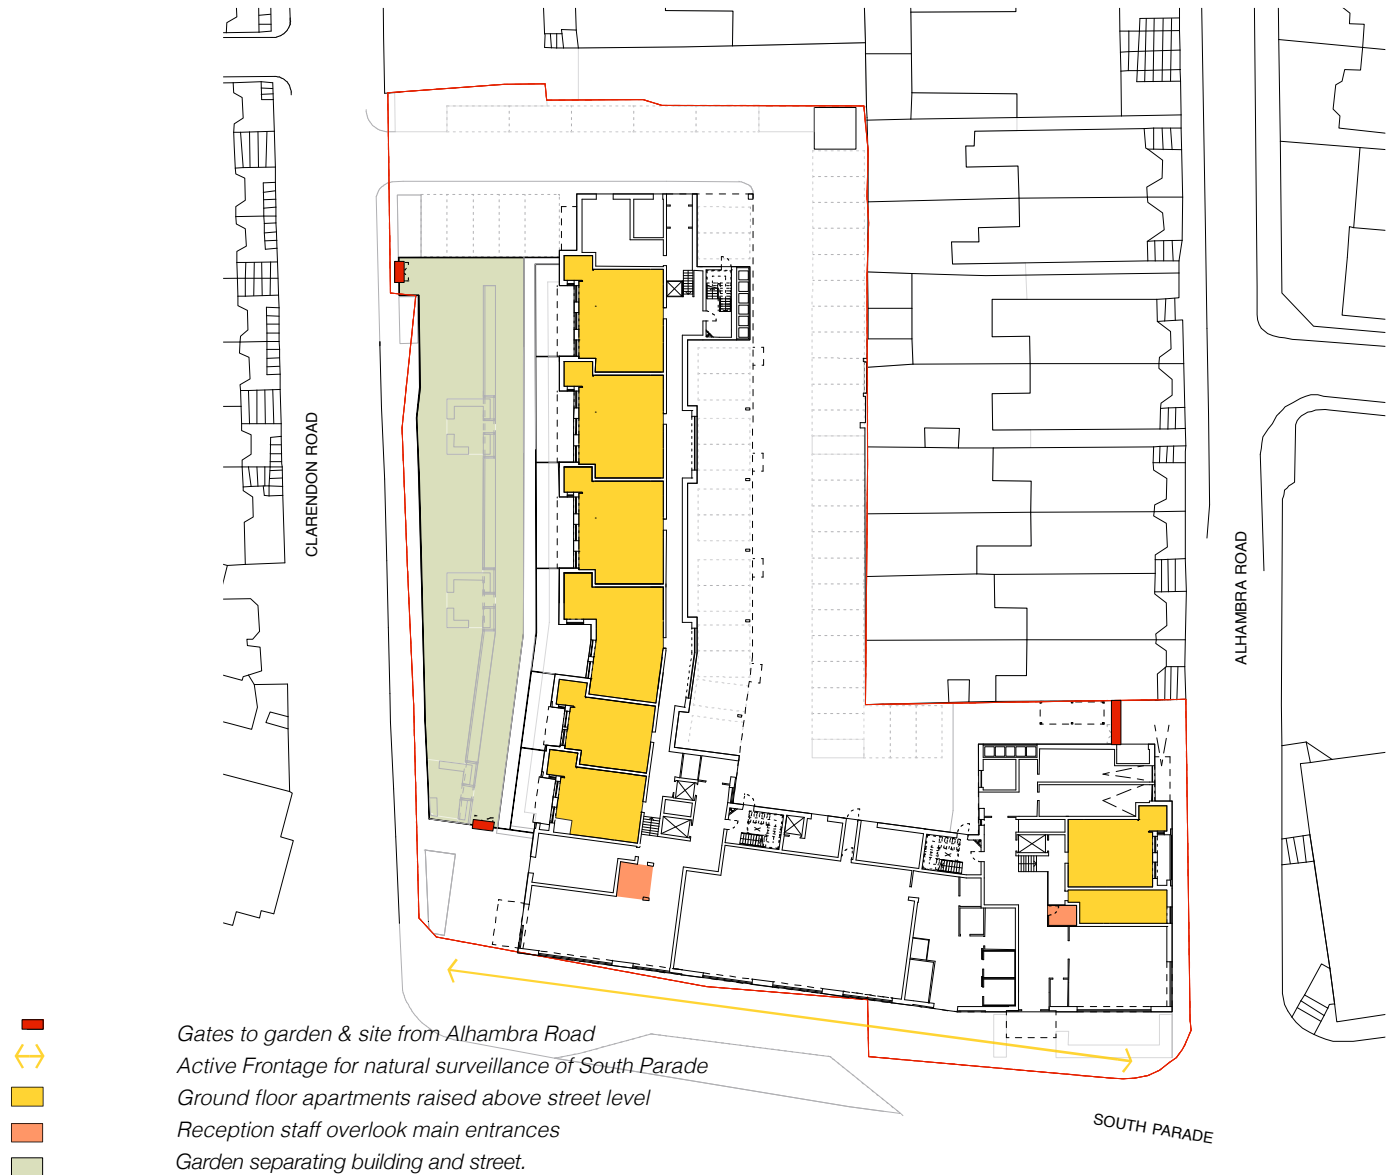 CLARENDON ROAD
ALHAMBRA ROAD
SOUTH PARADE
Gates to garden & site from Alhambra Road
Active Frontage for natural surveillance of South Parade
Ground floor apartments raised above street level
Reception staff overlook main entrances
Garden separating building and street.